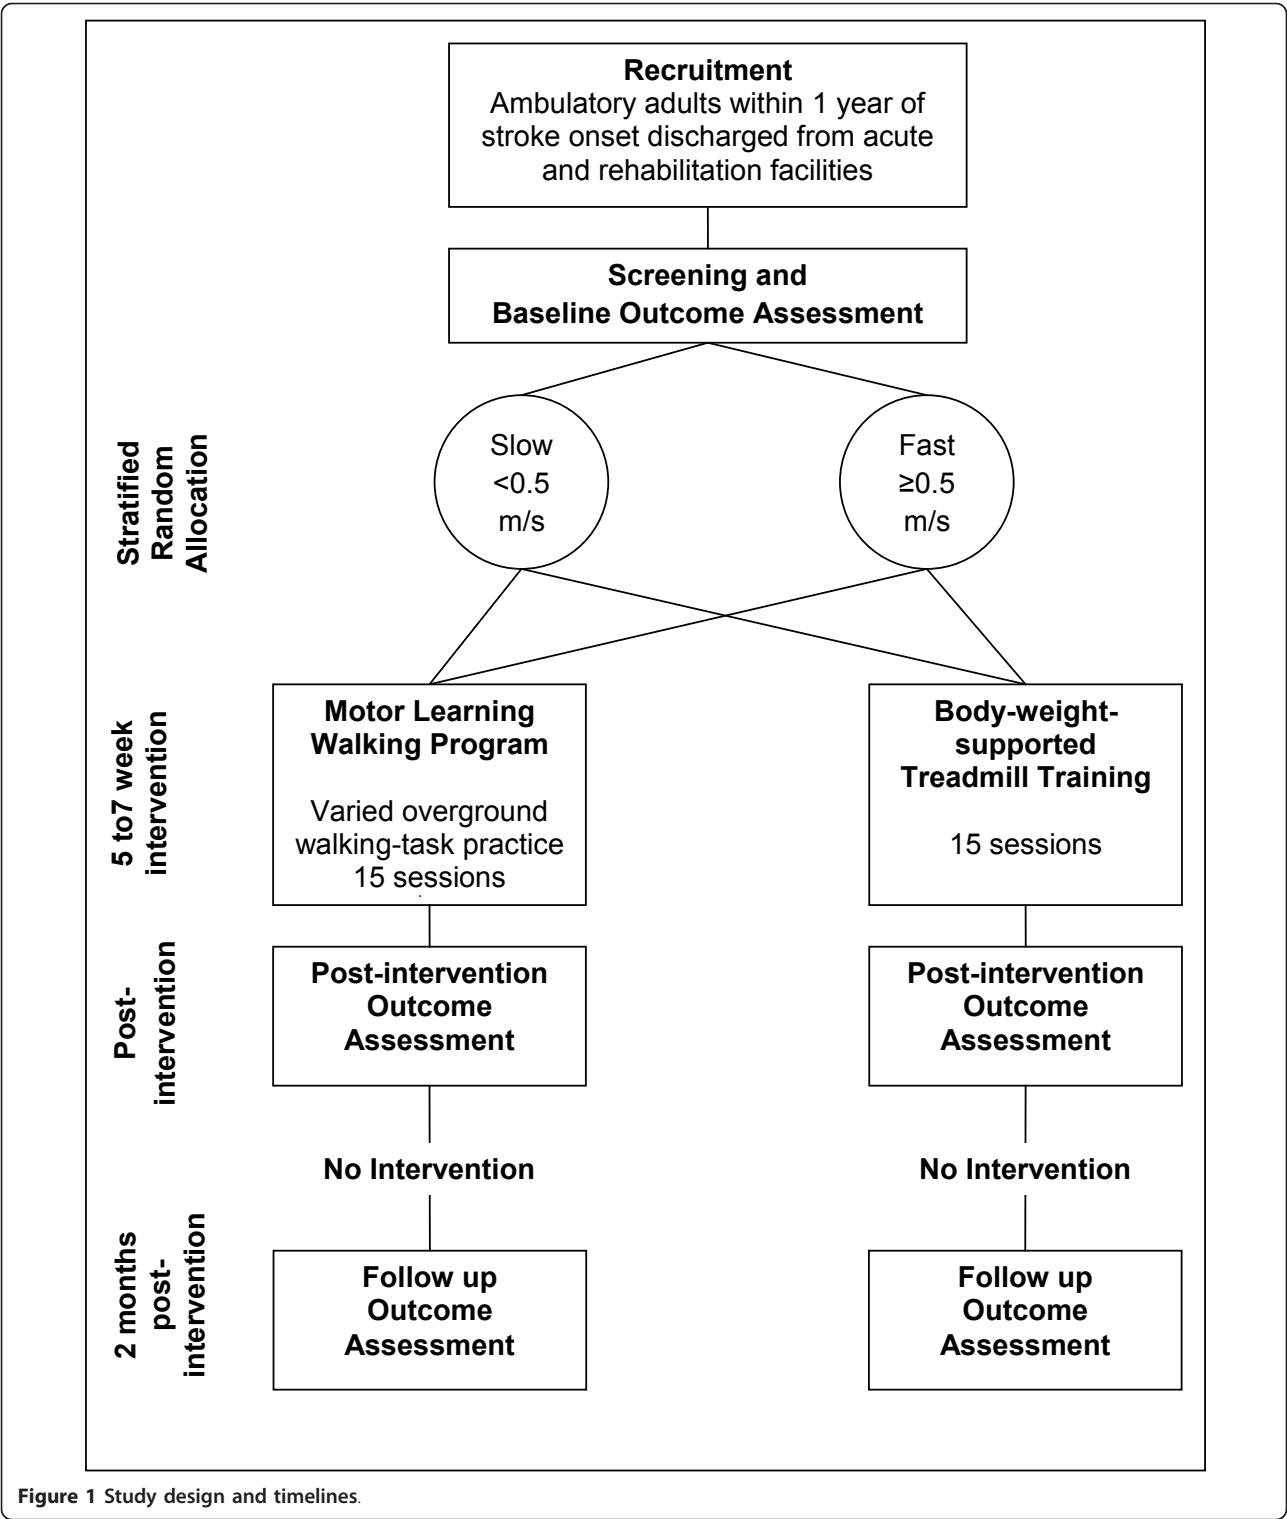 Recruitment
Ambulatory adults within 1 year of
stroke onset discharged from acute
and rehabilitation facilities
Screening and
Baseline Outcome Assessment
Stratified
Random
Allocation
Slow
<0.5
m/s
Fast
≥0.5
m/s
5 to7 week
intervention
Motor Learning
Walking Program
Varied overground
walking-task practice
15 sessions
Body-weight-
supported
Treadmill Training
15 sessions
Post-
intervention
Post-intervention
Outcome
Assessment
Post-intervention
Outcome
Assessment
No Intervention
No Intervention
2 months
post-
intervention
Follow up
Outcome
Assessment
Follow up
Outcome
Assessment
Figure 1 Study design and timelines.